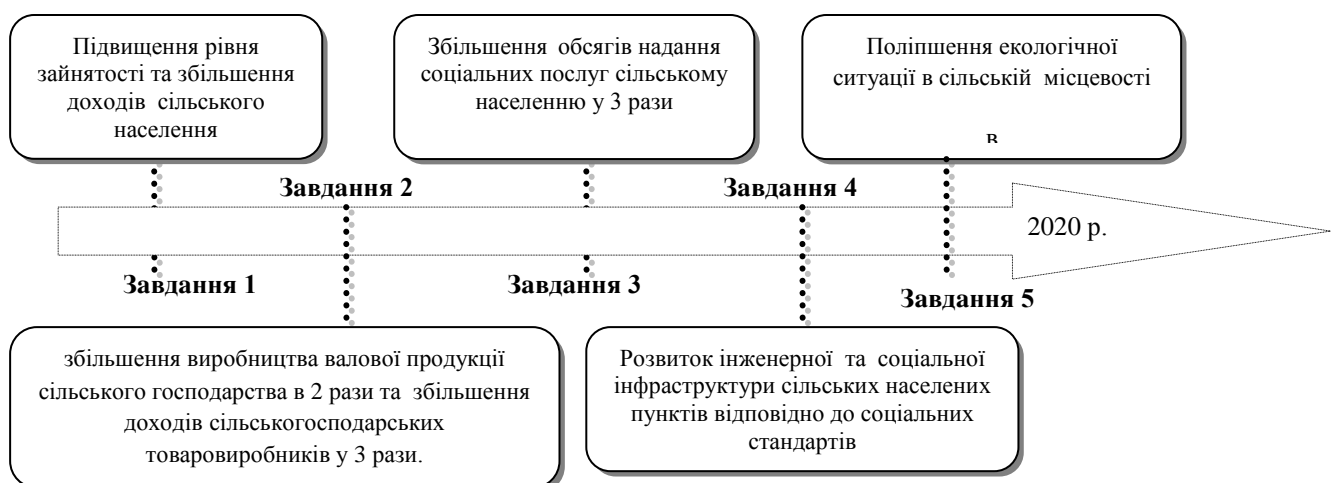 Підвищення рівня
зайнятості та збільшення
доходів сільського
населення
Збільшення обсягів надання
соціальних послуг сільському
населенню у 3 рази
Поліпшення екологічної
ситуації в сільській місцевості
в
Завдання 2
Завдання 4
2020 р.
Завдання 1
Завдання 3
Завдання 5
збільшення виробництва валової продукції
сільського господарства в 2 рази та збільшення
доходів сільськогосподарських
товаровиробників у 3 рази.
Розвиток інженерної та соціальної
інфраструктури сільських населених
пунктів відповідно до соціальних
стандартів